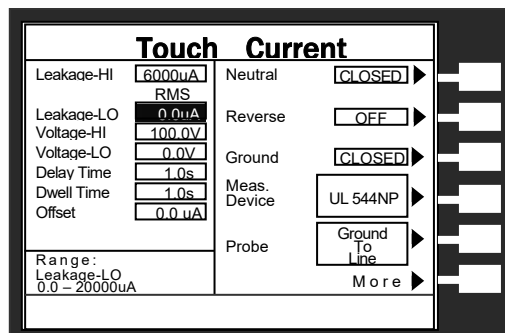 Touch Current
Leakage-HI 6000uA
RMS
Leakage-LO 0.0uA
Voltage-HI 100.0V
Voltage-LO 0.0V
Delay Time 1.0s
Dwell Time 1.0s
Offset 0.0 uA
Range:
Leakage-LO
0.0 – 20000uA
Neutral CLOSED
Reverse OFF
Ground CLOSED
Meas.
Device
UL 544NP
Probe
Ground
To
Line
More